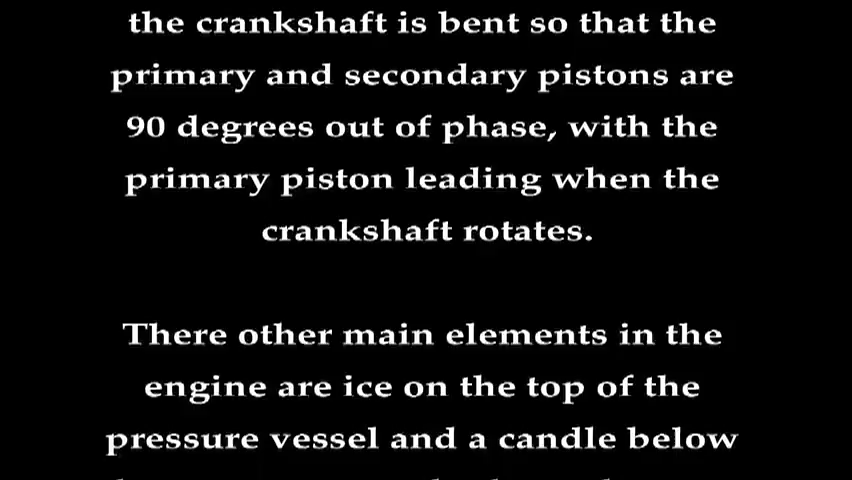 the crankshaft is bent so that the
primary and secondary pistons are
90 degrees out of phase, with the
primary piston leading when the
crankshaft rotates.
There other main elements in the
engine are ice on the top of the
pressure vessel and a candle below